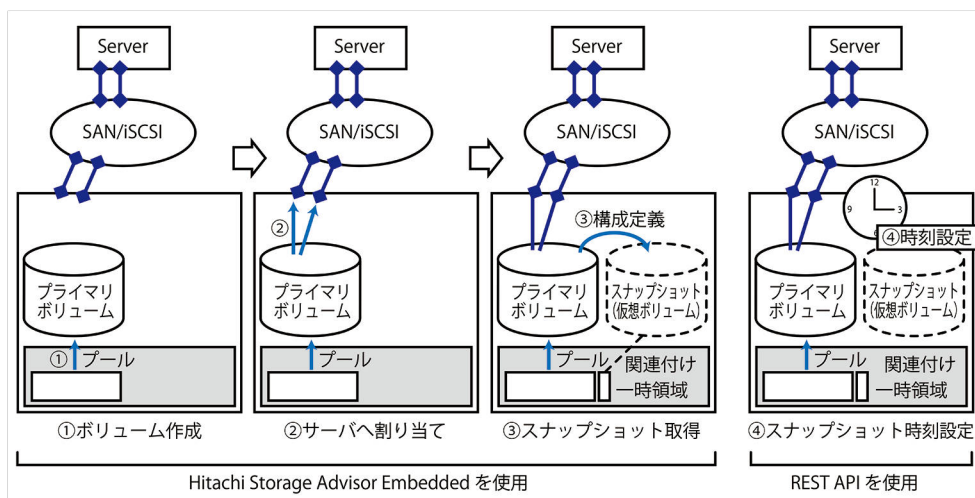 Server
SAN/iSCSI
プライマリ
ボリューム
①
プール
①ボリューム作成
Server
SAN/iSCSI
②
プライマリ
ボリューム
プール
②サーバへ割り当て
Server
SAN/iSCSI
③構成定義
プライマリ
ボリューム
スナップショット
(仮想ボリューム)
プール
関連付け
一時領域
③スナップショット取得
Hitachi Storage Advisor Embedded を使用
Server
SAN/iSCSI
12
9
3
④時刻設定
プライマリ
ボリューム
スナップショット
(仮想ボリューム)
プール
関連付け
一時領域
④スナップショット時刻設定
REST API を使用